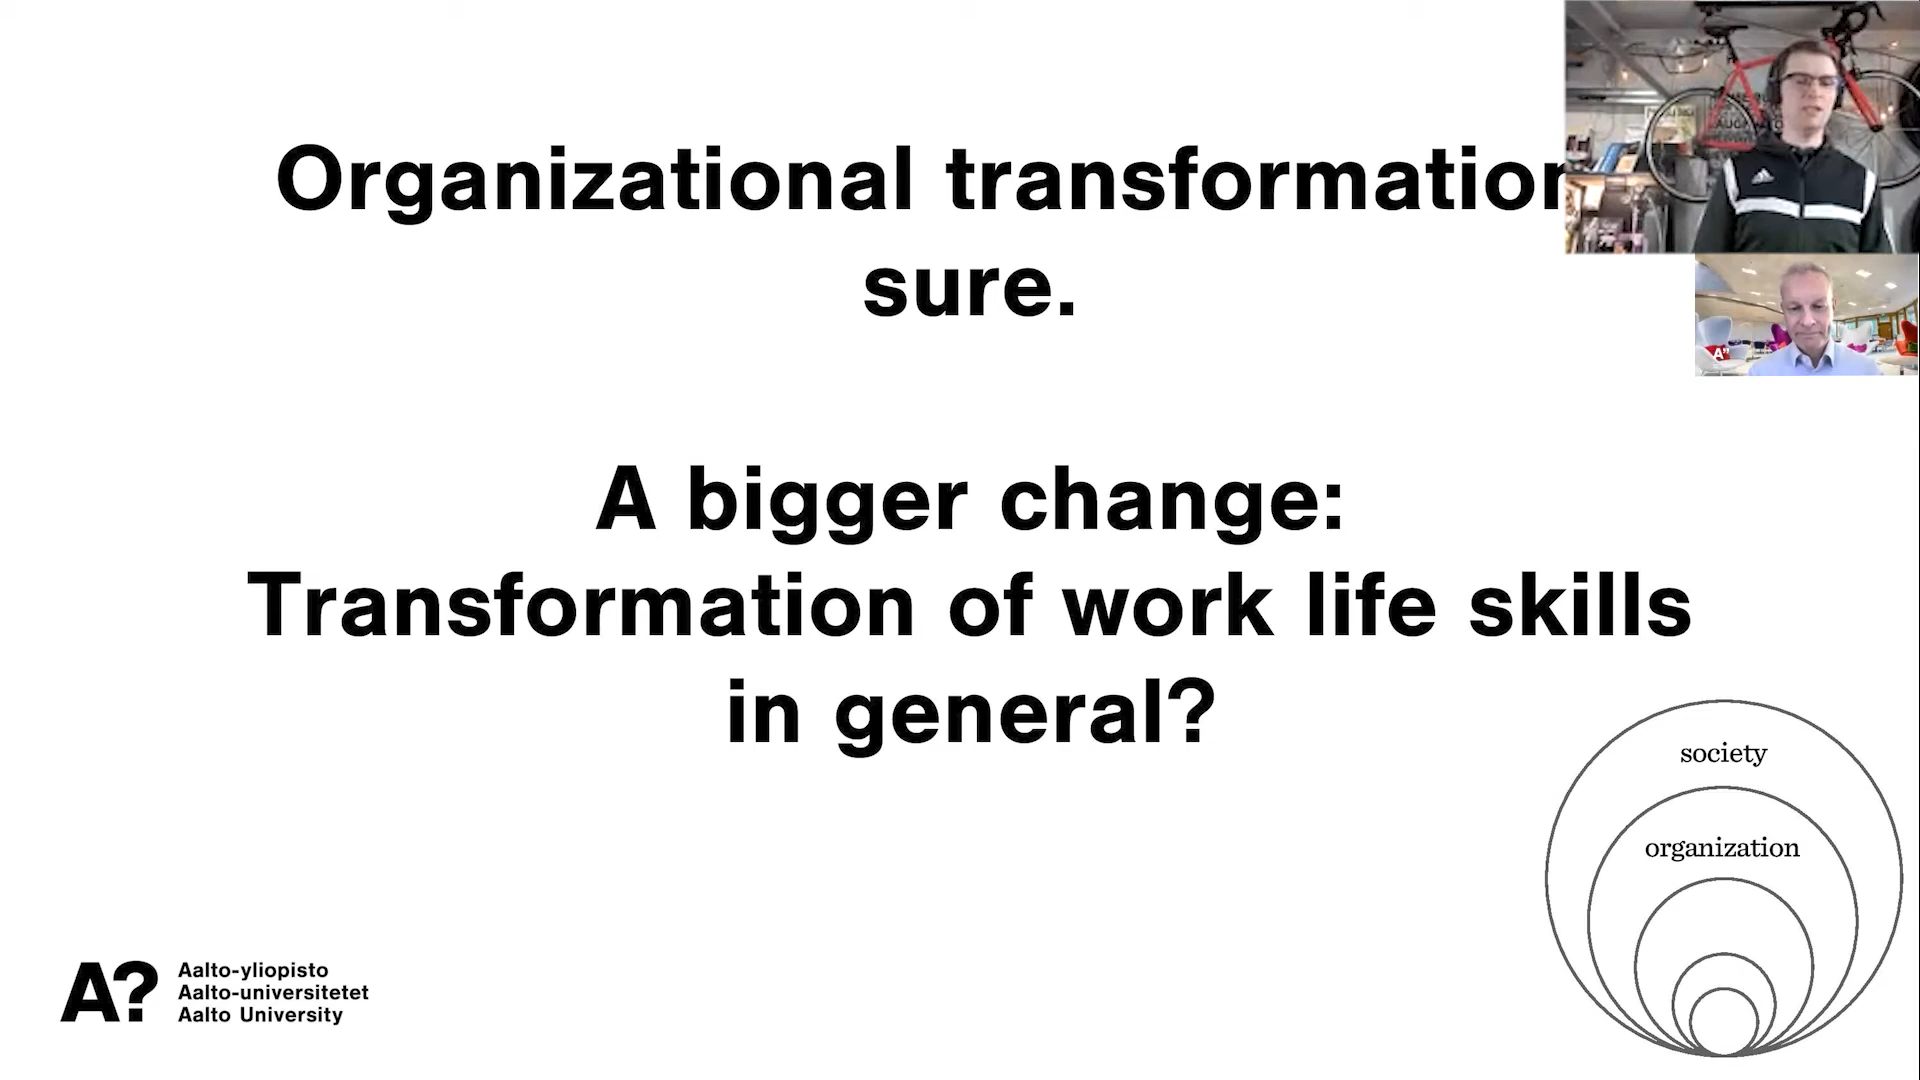 Organizational transformation
sure.
A bigger change:
Transformation of work life skills
in general?
society
organization
A?
Aalto-yliopisto
Aalto-universitetet
Aalto University
A"